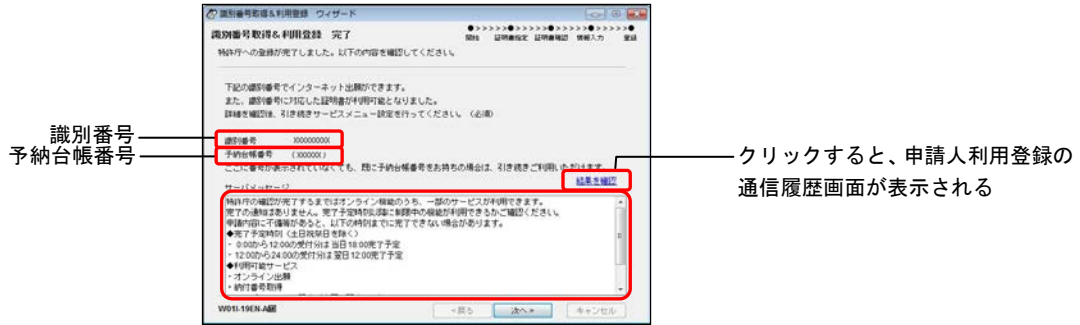 識別番号取得&利用登録 ウィザード
識別番号取得&利用登録 完了
●>>>>>●>>>>>●>>>>>●>>>>>●
開始 証明書指定 証明書確認 情報入力 登録
特許庁への登録が完了しました。以下の内容を確認してください。
下記の識別番号でインターネット出願ができます。
また、識別番号に対応した証明書が利用可能となりました。
詳細を確認後、引き続きサービスメニュー設定を行ってください。(必須)
識別番号
識別番号 XXXXXXXXX
予納台帳番号
予納台帳番号 (XXXXXX)
ここに番号が表示されていなくても、既に予納台帳番号をお持ちの場合は、引き続きご利用いただけます。
クリックすると、申請人利用登録の
通信履歴画面が表示される
結果を確認
サーバメッセージ
特許庁の確認が完了するまではオンライン機能のうち、一部のサービスが利用できます。
完了の通知はありません。完了予定時刻以降に制限中の機能が利用できるかご確認ください。
申請内容に不備等があると、以下の時刻までに完了できない場合があります。
◆完了予定時刻(土日祝祭日を除く)
・ 0:00から12:00の受付分は当日18:00完了予定
・ 12:00から24:00の受付分は翌日12:00完了予定
◆利用可能サービス
・オンライン出願
・納付番号取得
W01I-19EN-A画
<戻る 次へ> キャンセル